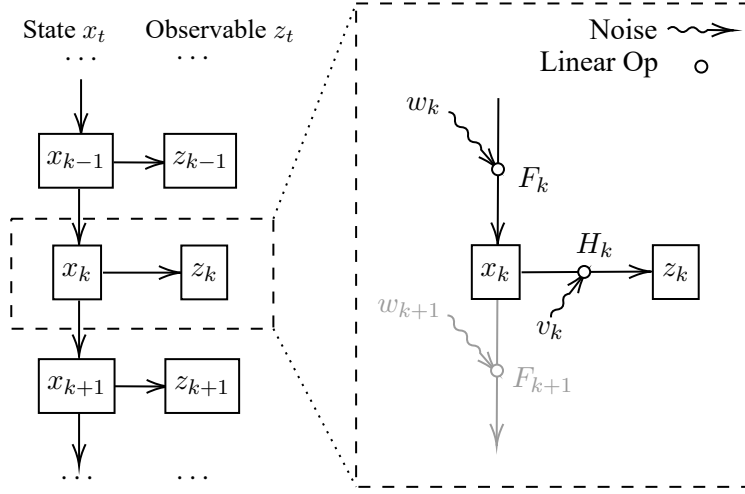 State $x_t$ Observable $z_t$
... ...
$x_{k-1}$ $z_{k-1}$
$x_k$ $z_k$
$x_{k+1}$ $z_{k+1}$
... ...
Noise
Linear Op
$w_k$
$F_k$
$H_k$
$x_k$ $z_k$
$v_k$
$w_{k+1}$
$F_{k+1}$